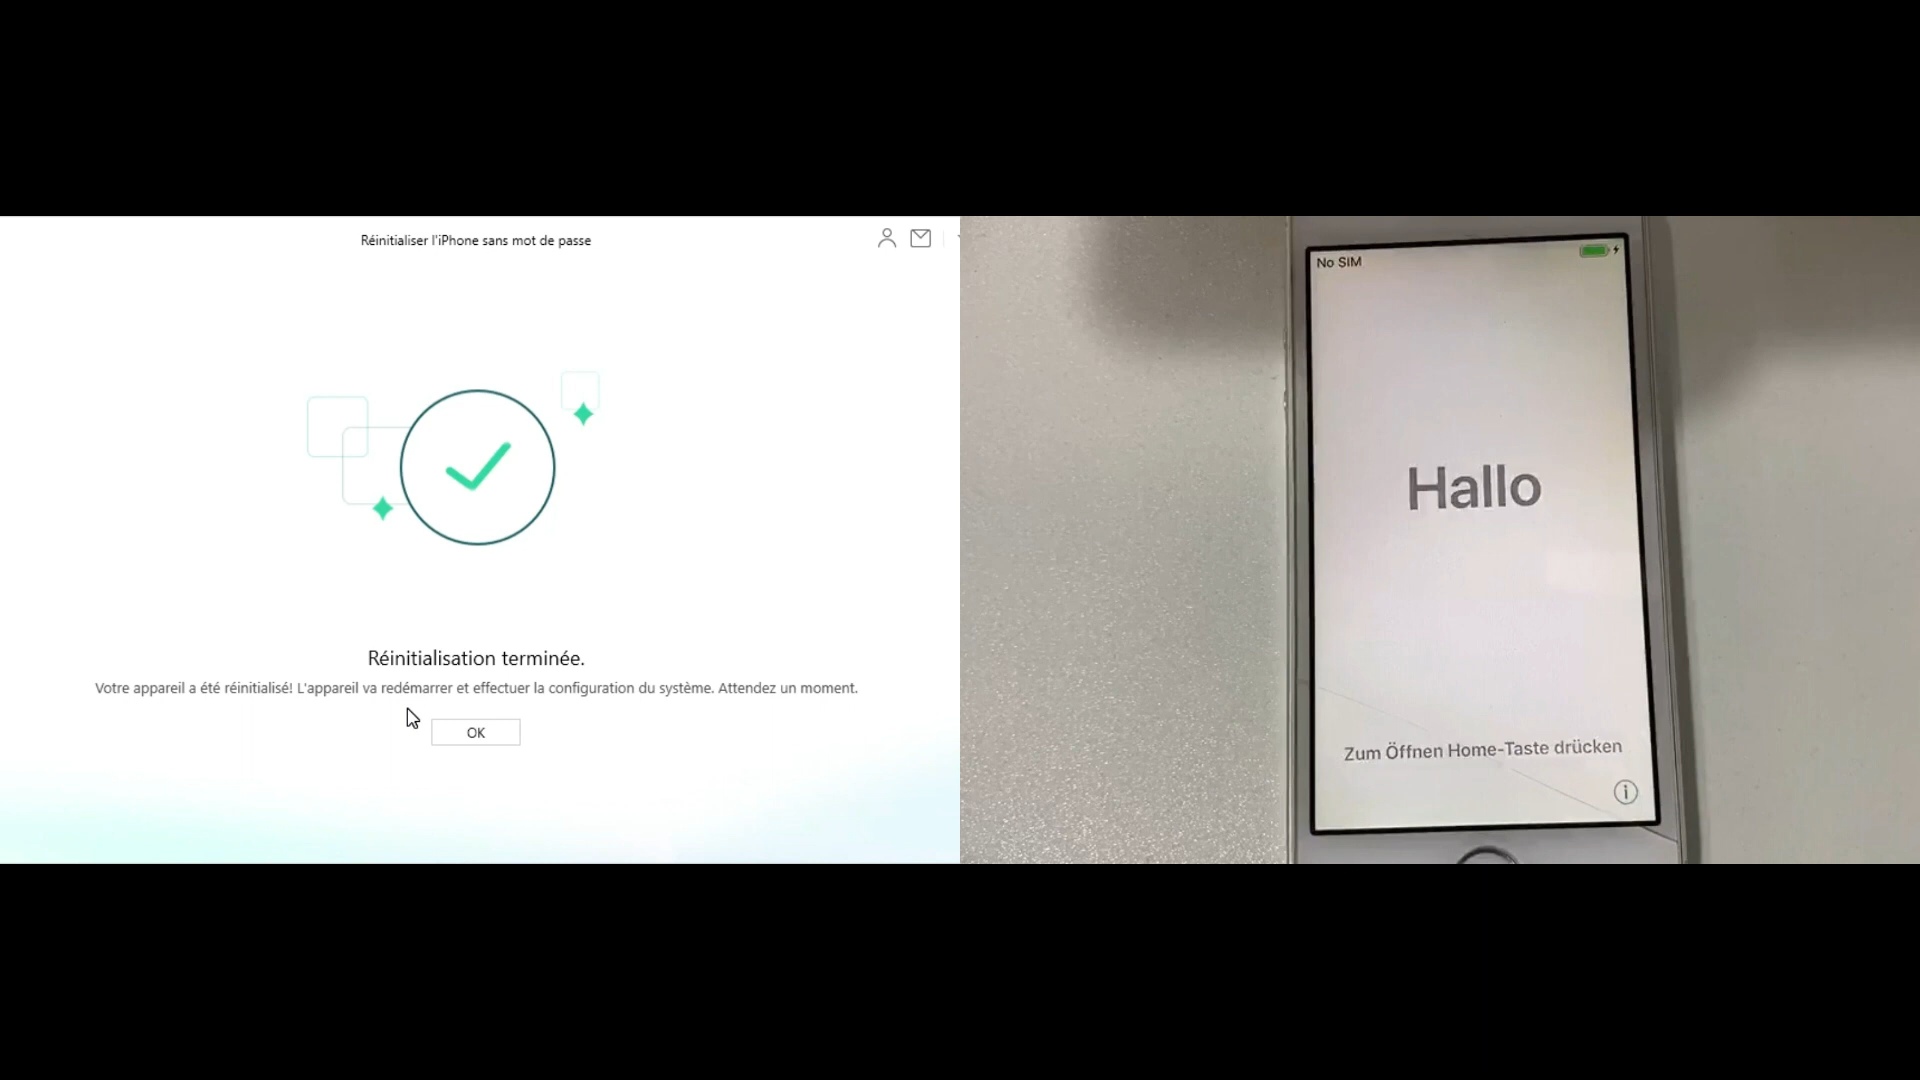 Réinitialiser l'iPhone sans mot de passe
Réinitialisation terminée.
Votre appareil a été réinitialisé! L'appareil va redémarrer et effectuer la configuration du système. Attendez un moment.
OK
No SIM
Hallo
Zum Öffnen Home-Taste drücken